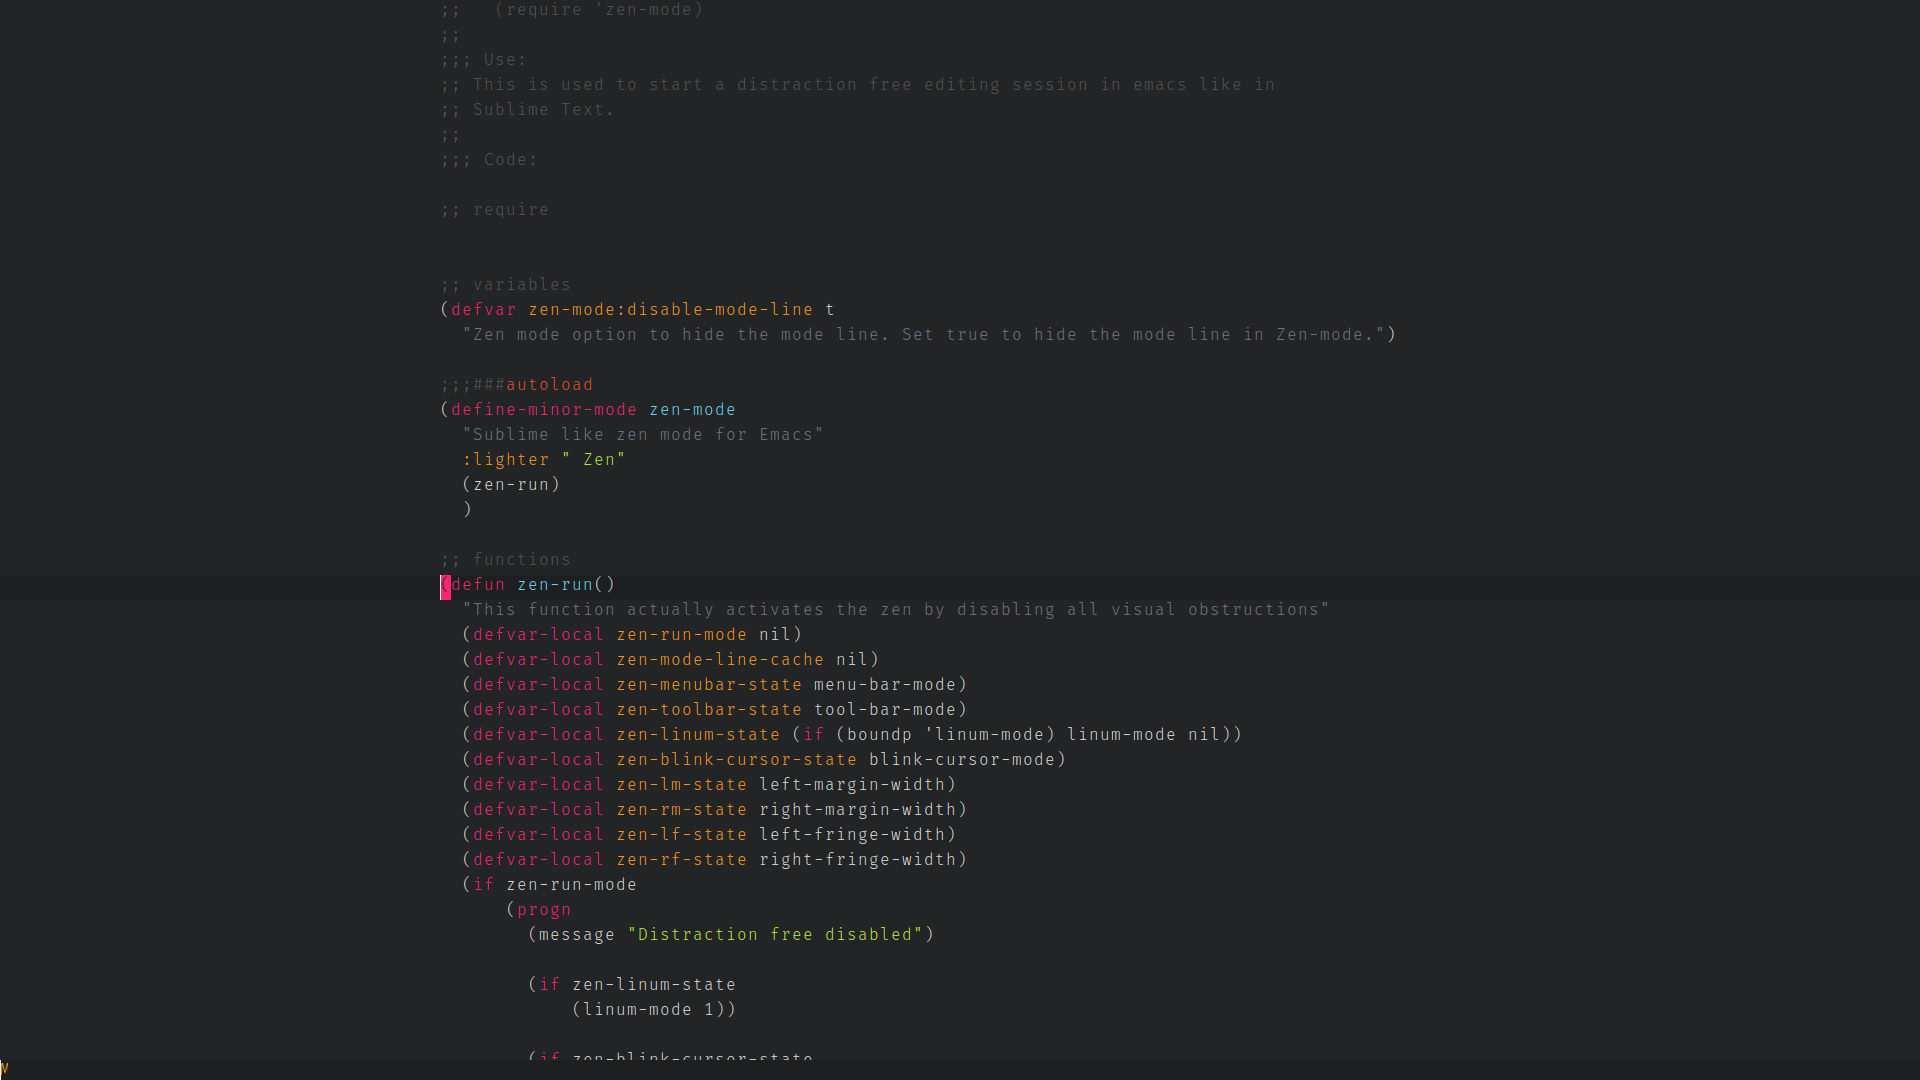 ;;   (require 'zen-mode)
;;
;;; Use:
;; This is used to start a distraction free editing session in emacs like in
;; Sublime Text.
;;
;;; Code:

;; require


;; variables
(defvar zen-mode:disable-mode-line t
  "Zen mode option to hide the mode line. Set true to hide the mode line in Zen-mode.")

;;;###autoload
(define-minor-mode zen-mode
  "Sublime like zen mode for Emacs"
  :lighter " Zen"
  (zen-run)
  )

;; functions
(defun zen-run()
  "This function actually activates the zen by disabling all visual obstructions"
  (defvar-local zen-run-mode nil)
  (defvar-local zen-mode-line-cache nil)
  (defvar-local zen-menubar-state menu-bar-mode)
  (defvar-local zen-toolbar-state tool-bar-mode)
  (defvar-local zen-linum-state (if (boundp 'linum-mode) linum-mode nil))
  (defvar-local zen-blink-cursor-state blink-cursor-mode)
  (defvar-local zen-lm-state left-margin-width)
  (defvar-local zen-rm-state right-margin-width)
  (defvar-local zen-lf-state left-fringe-width)
  (defvar-local zen-rf-state right-fringe-width)
  (if zen-run-mode
      (progn
        (message "Distraction free disabled")

        (if zen-linum-state
            (linum-mode 1))

        (if zen-blink-cursor-state